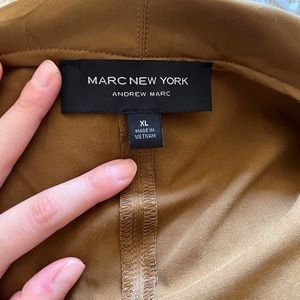 MARC NEW YORK
ANDREW MARC
XL
MADE IN
VIETNAM